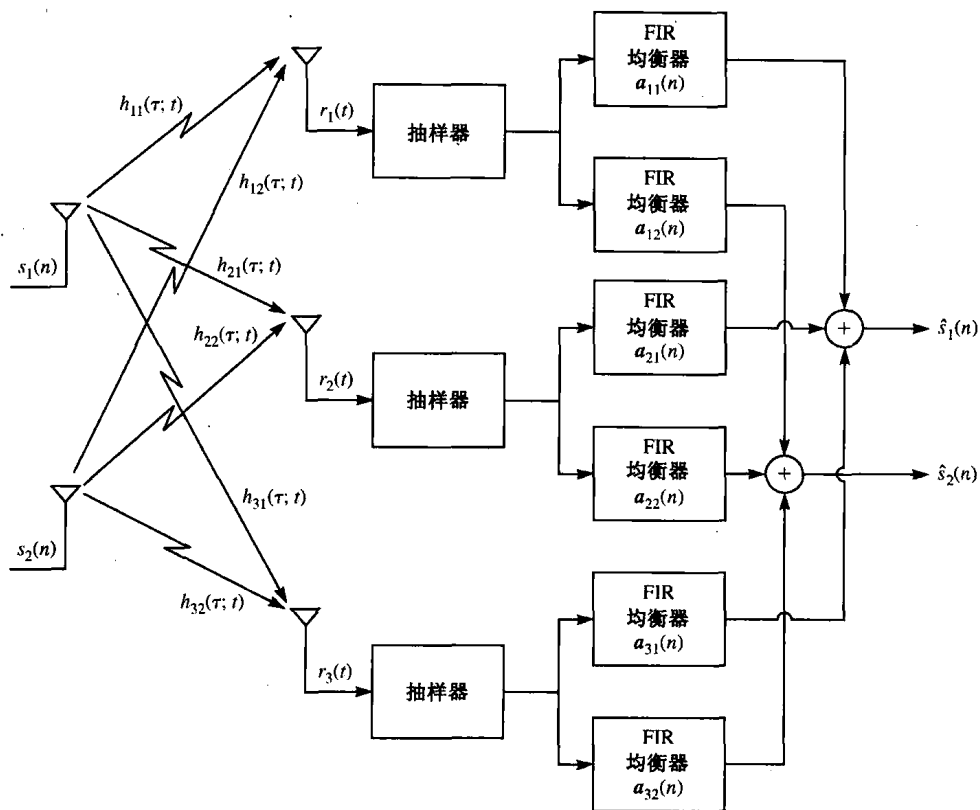 FIR
均衡器
a₁₁(n)
h₁₁(τ; t)
r₁(t)
抽样器
h₁₂(τ; t)
FIR
均衡器
a₁₂(n)
s₁(n)
h₂₁(τ; t)
h₂₂(τ; t)
r₂(t)
抽样器
FIR
均衡器
a₂₁(n)
+
ŝ₁(n)
FIR
均衡器
a₂₂(n)
+
ŝ₂(n)
s₂(n)
h₃₁(τ; t)
h₃₂(τ; t)
r₃(t)
抽样器
FIR
均衡器
a₃₁(n)
FIR
均衡器
a₃₂(n)